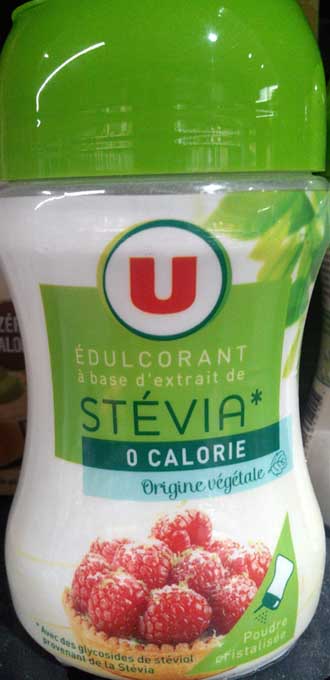 U
ÉDULCORANT
à base d'extrait de
STÉVIA*
0 CALORIE
Origine végétale
Poudre
cristallisée
*Avec des glycosides de stéviol
provenant de la Stévia